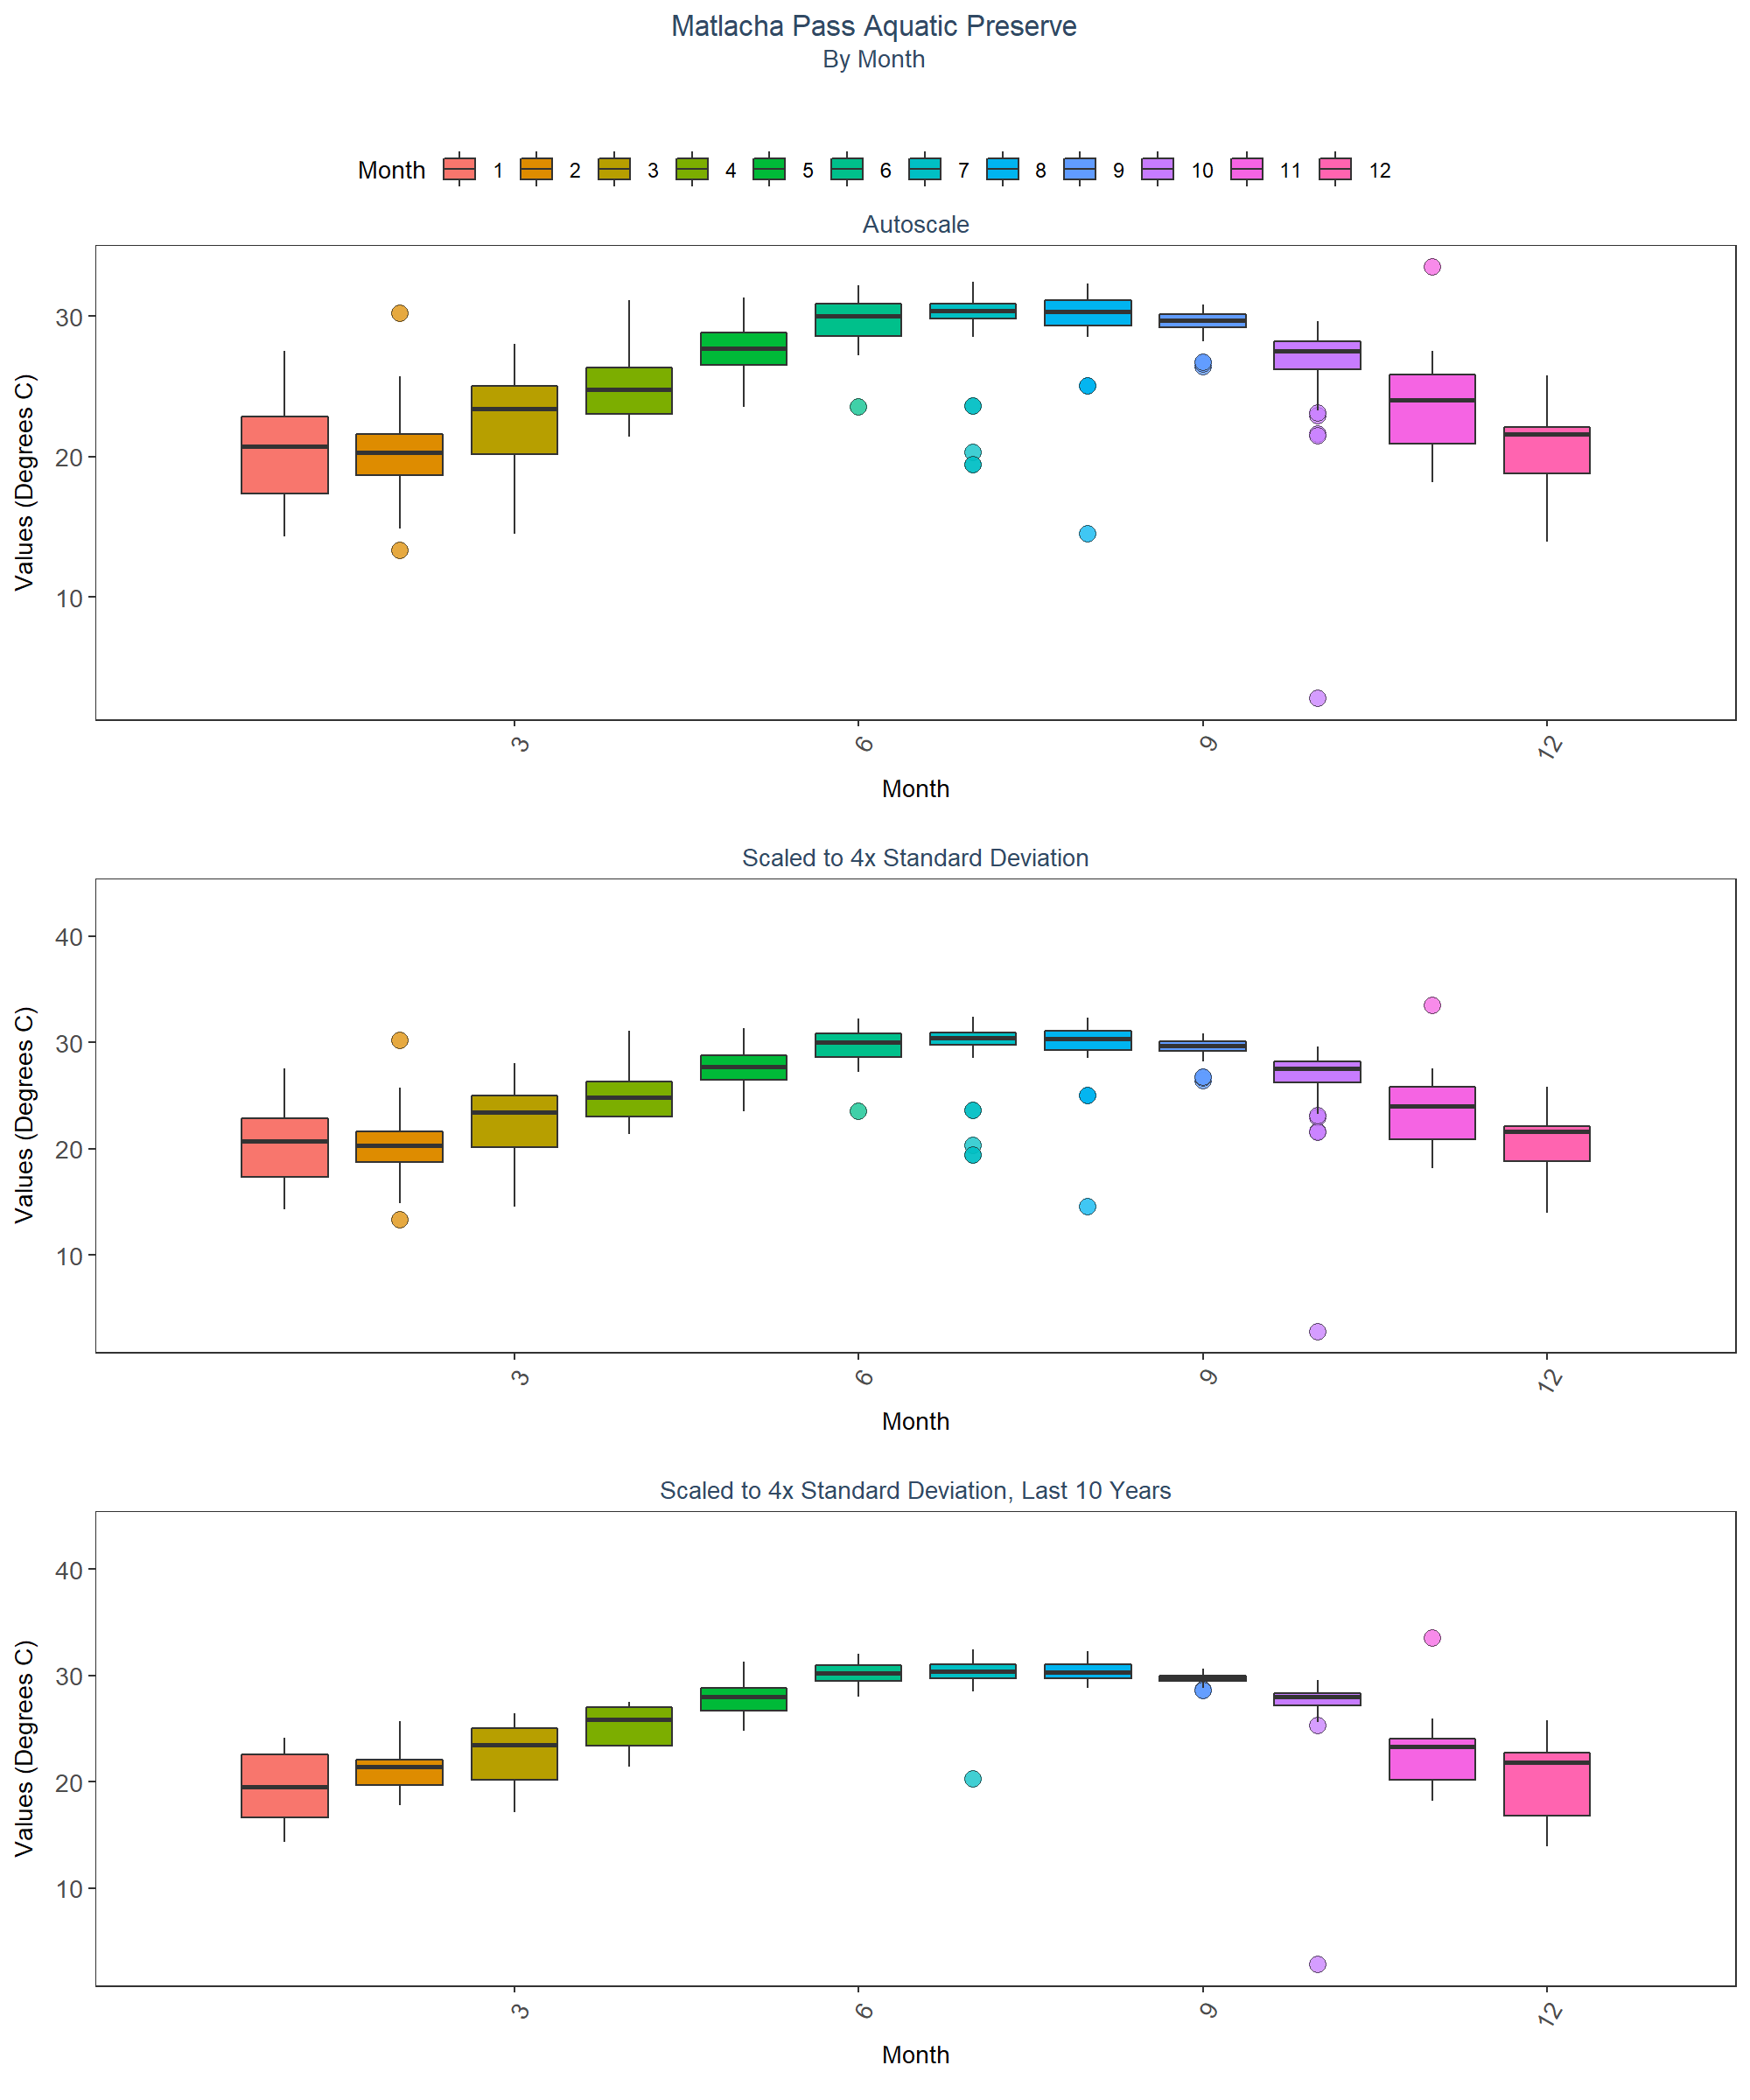 Matlacha Pass Aquatic Preserve
By Month
Month 1 2 3 4 5 6 7 8 9 10 11 12
Autoscale
Values (Degrees C)
30
20
10
3 6 9 12
Month
Scaled to 4x Standard Deviation
Values (Degrees C)
40
30
20
10
3 6 9 12
Month
Scaled to 4x Standard Deviation, Last 10 Years
Values (Degrees C)
40
30
20
10
3 6 9 12
Month